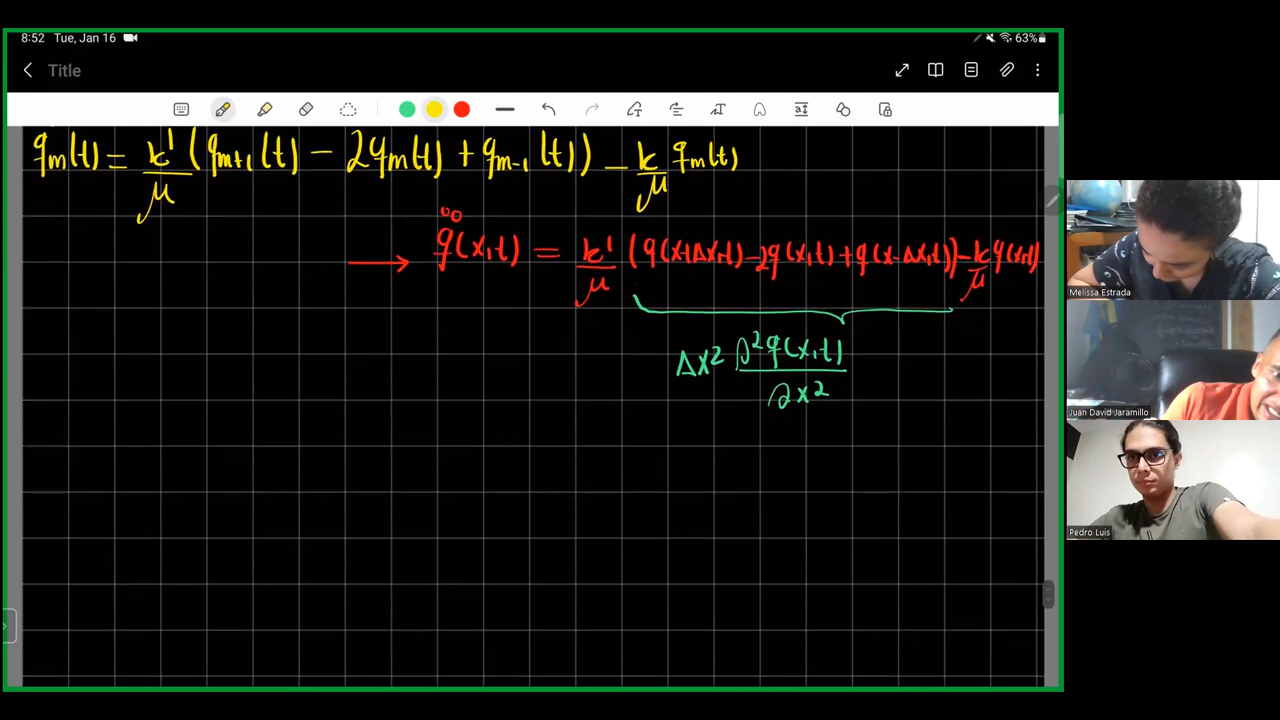 8:52 Tue, Jan 16 63%
Title
qₘ(t) = k'/μ (qₘ₊₁(t) − 2qₘ(t) + qₘ₋₁(t)) − k/μ qₘ(t)
→ q̈(x,t) = k'/μ (q(x+Δx,t) − 2q(x,t) + q(x−Δx,t)) − k/μ q(x,t)
Δx² ∂²q(x,t)/∂x²
Melissa Estrada
Juan David Jaramillo
Pedro Luis